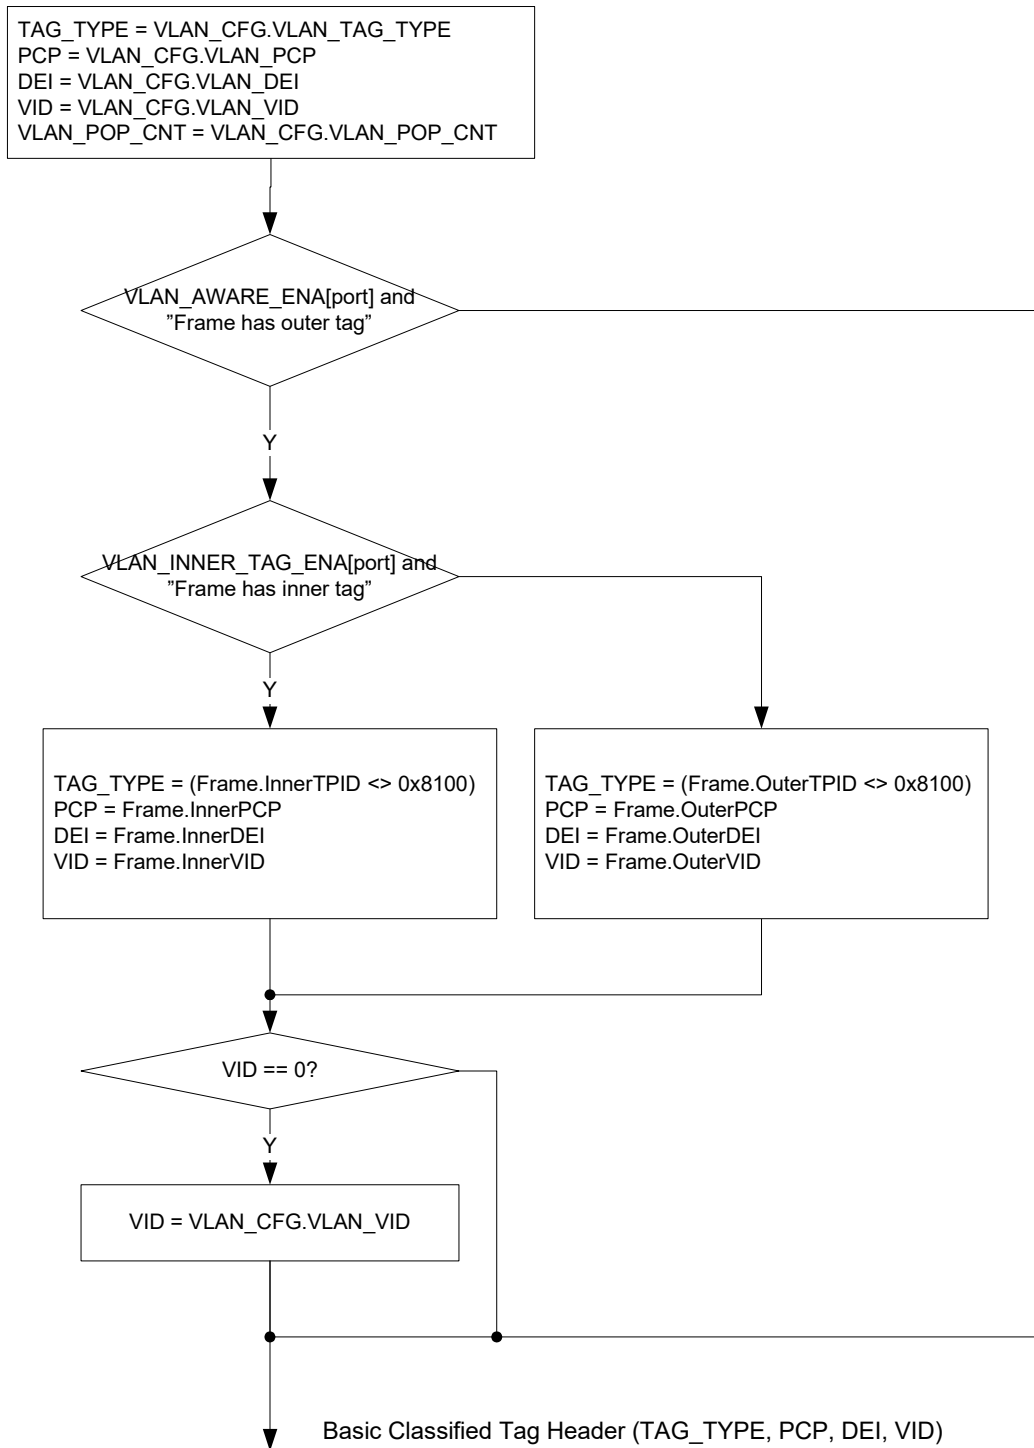 TAG_TYPE = VLAN_CFG.VLAN_TAG_TYPE
PCP = VLAN_CFG.VLAN_PCP
DEI = VLAN_CFG.VLAN_DEI
VID = VLAN_CFG.VLAN_VID
VLAN_POP_CNT = VLAN_CFG.VLAN_POP_CNT
VLAN_AWARE_ENA[port] and
”Frame has outer tag”
Y
VLAN_INNER_TAG_ENA[port] and
”Frame has inner tag”
Y
TAG_TYPE = (Frame.InnerTPID <> 0x8100)
PCP = Frame.InnerPCP
DEI = Frame.InnerDEI
VID = Frame.InnerVID
TAG_TYPE = (Frame.OuterTPID <> 0x8100)
PCP = Frame.OuterPCP
DEI = Frame.OuterDEI
VID = Frame.OuterVID
VID == 0?
Y
VID = VLAN_CFG.VLAN_VID
Basic Classified Tag Header (TAG_TYPE, PCP, DEI, VID)